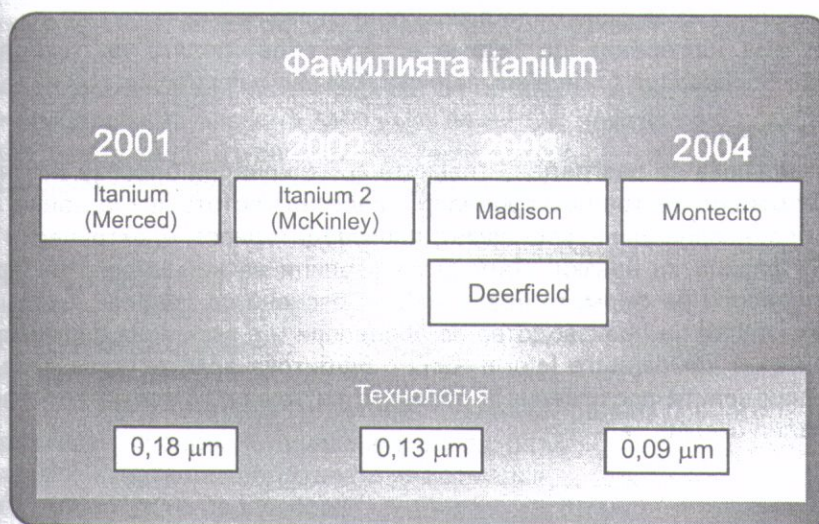 Фамилията Itanium
2001 2002 2003 2004
Itanium
(Merced)
Itanium 2
(McKinley)
Madison
Montecito
Deerfield
Технология
0,18 μm 0,13 μm 0,09 μm